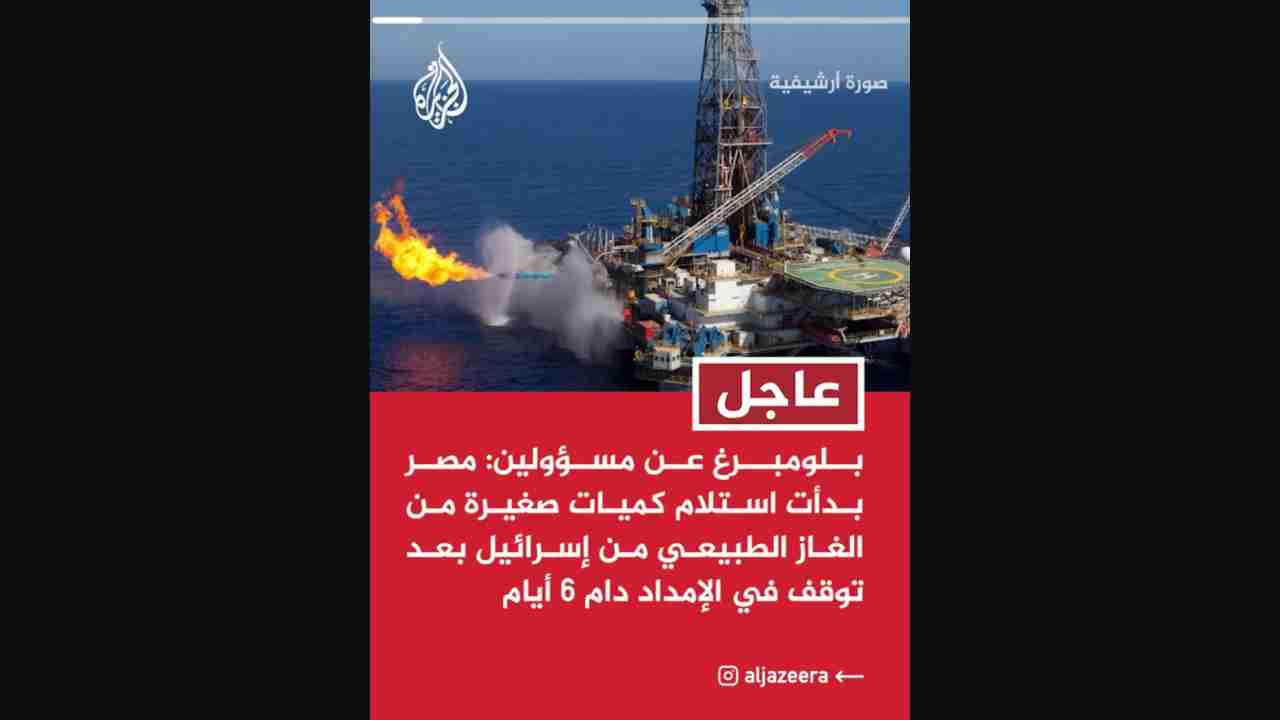 الجزيرة
صورة أرشيفية
عاجل
بلومبرغ عن مسؤولين: مصر
بدأت استلام كميات صغيرة من
الغاز الطبيعي من إسرائيل بعد
توقف في الإمداد دام 6 أيام
aljazeera
H